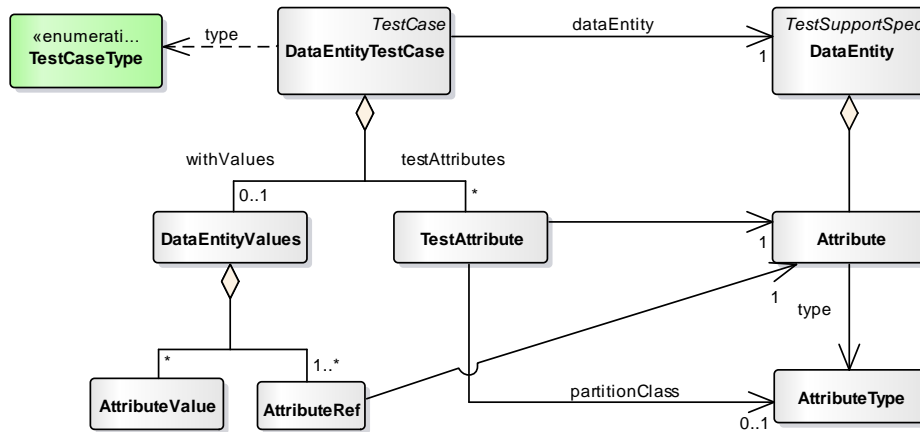 TestCase
DataEntityTestCase
«enumerati...
TestCaseType
type
dataEntity
1
TestSupportSpec
DataEntity
withValues
testAttributes
0..1
*
DataEntityValues
TestAttribute
1
Attribute
1
type
*
1..*
AttributeValue
AttributeRef
partitionClass
0..1
AttributeType